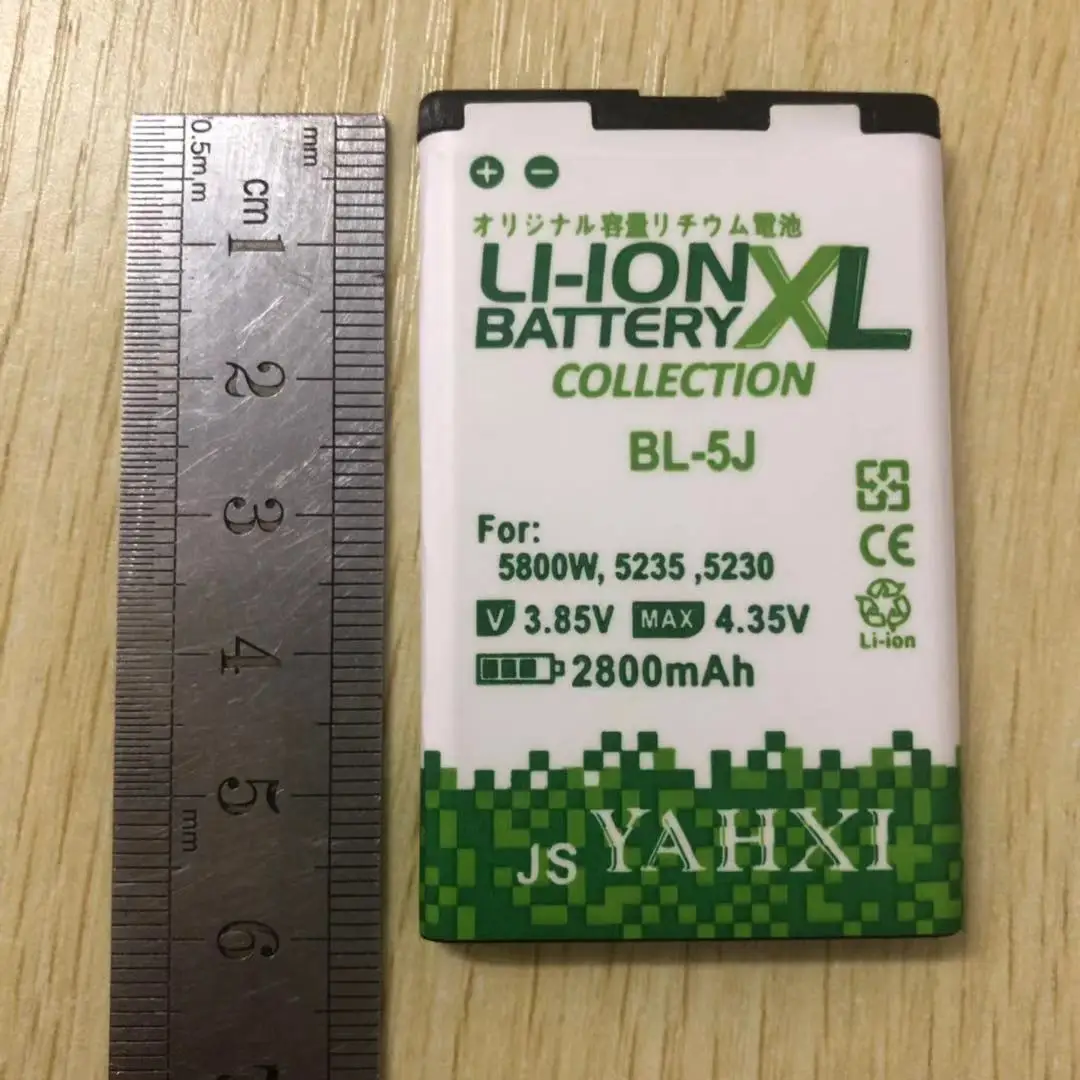 0.5m,m
mm
cm 1
2
3
4
5
mm
6
オリジナル容量リチウム電池
LI-ION
BATTERY XL
COLLECTION
BL-5J
For:
5800W, 5235 ,5230
V 3.85V MAX 4.35V
2800mAh
CE
Li-ion
JS YAHXI